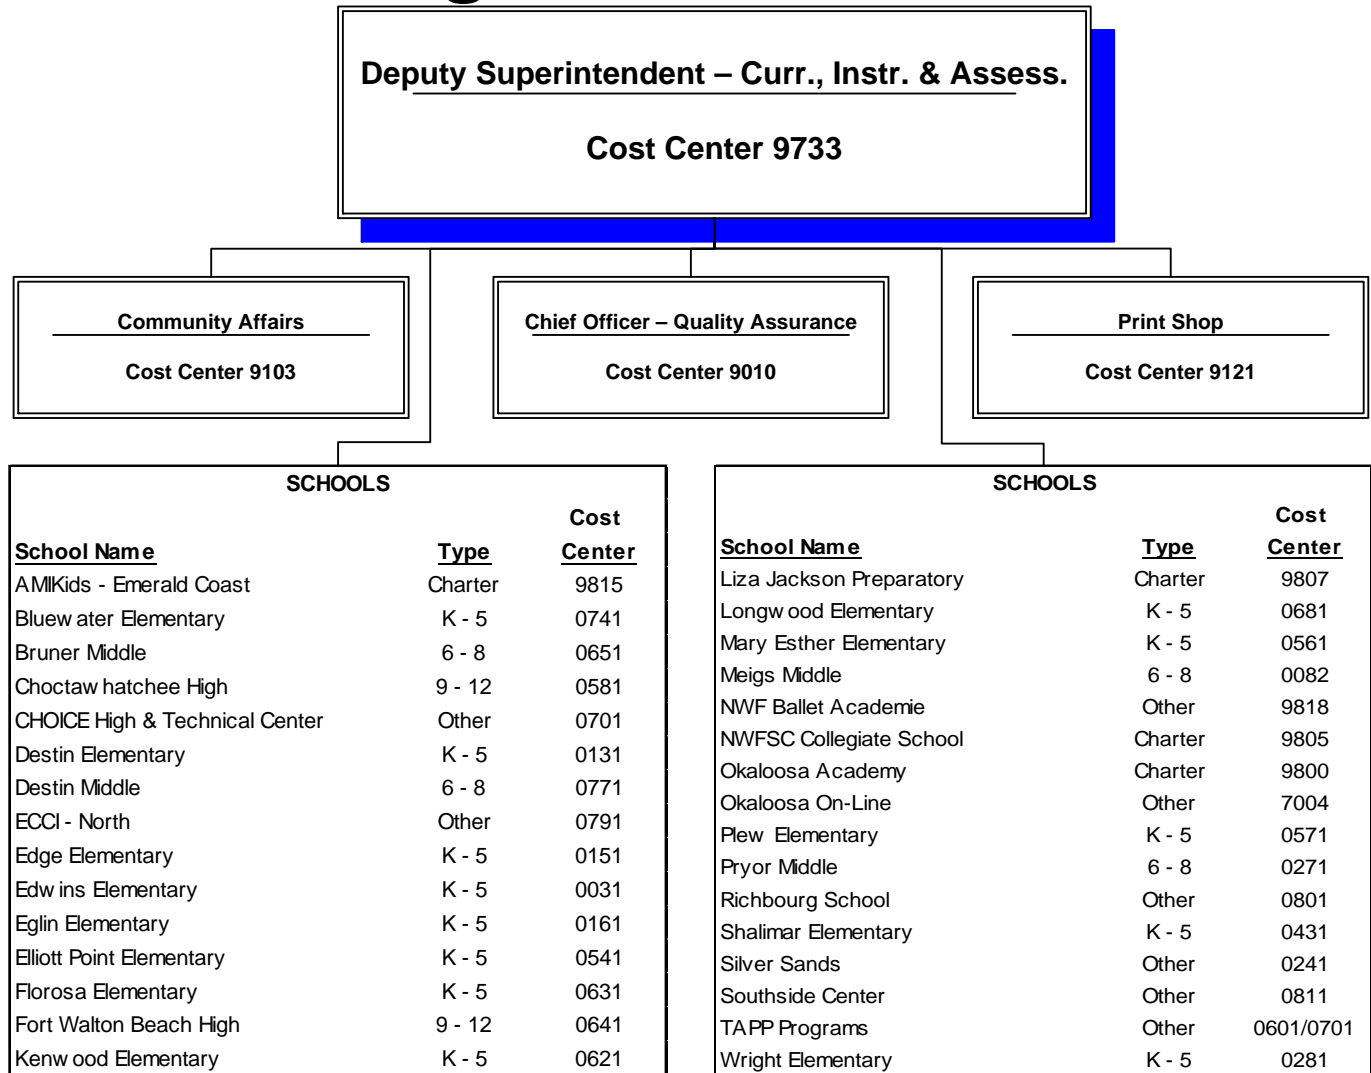 Deputy Superintendent – Curr., Instr. & Assess.
Cost Center 9733
Community Affairs
Cost Center 9103
Chief Officer – Quality Assurance
Cost Center 9010
Print Shop
Cost Center 9121
SCHOOLS
School Name Type Cost Center
AMIKids - Emerald Coast Charter 9815
Bluewater Elementary K - 5 0741
Bruner Middle 6 - 8 0651
Choctawhatchee High 9 - 12 0581
CHOICE High & Technical Center Other 0701
Destin Elementary K - 5 0131
Destin Middle 6 - 8 0771
ECCI - North Other 0791
Edge Elementary K - 5 0151
Edwins Elementary K - 5 0031
Eglin Elementary K - 5 0161
Elliott Point Elementary K - 5 0541
Florosa Elementary K - 5 0631
Fort Walton Beach High 9 - 12 0641
Kenwood Elementary K - 5 0621
SCHOOLS
School Name Type Cost Center
Liza Jackson Preparatory Charter 9807
Longwood Elementary K - 5 0681
Mary Esther Elementary K - 5 0561
Meigs Middle 6 - 8 0082
NWF Ballet Academie Other 9818
NWFSC Collegiate School Charter 9805
Okaloosa Academy Charter 9800
Okaloosa On-Line Other 7004
Plew Elementary K - 5 0571
Pryor Middle 6 - 8 0271
Richbourg School Other 0801
Shalimar Elementary K - 5 0431
Silver Sands Other 0241
Southside Center Other 0811
TAPP Programs Other 0601/0701
Wright Elementary K - 5 0281